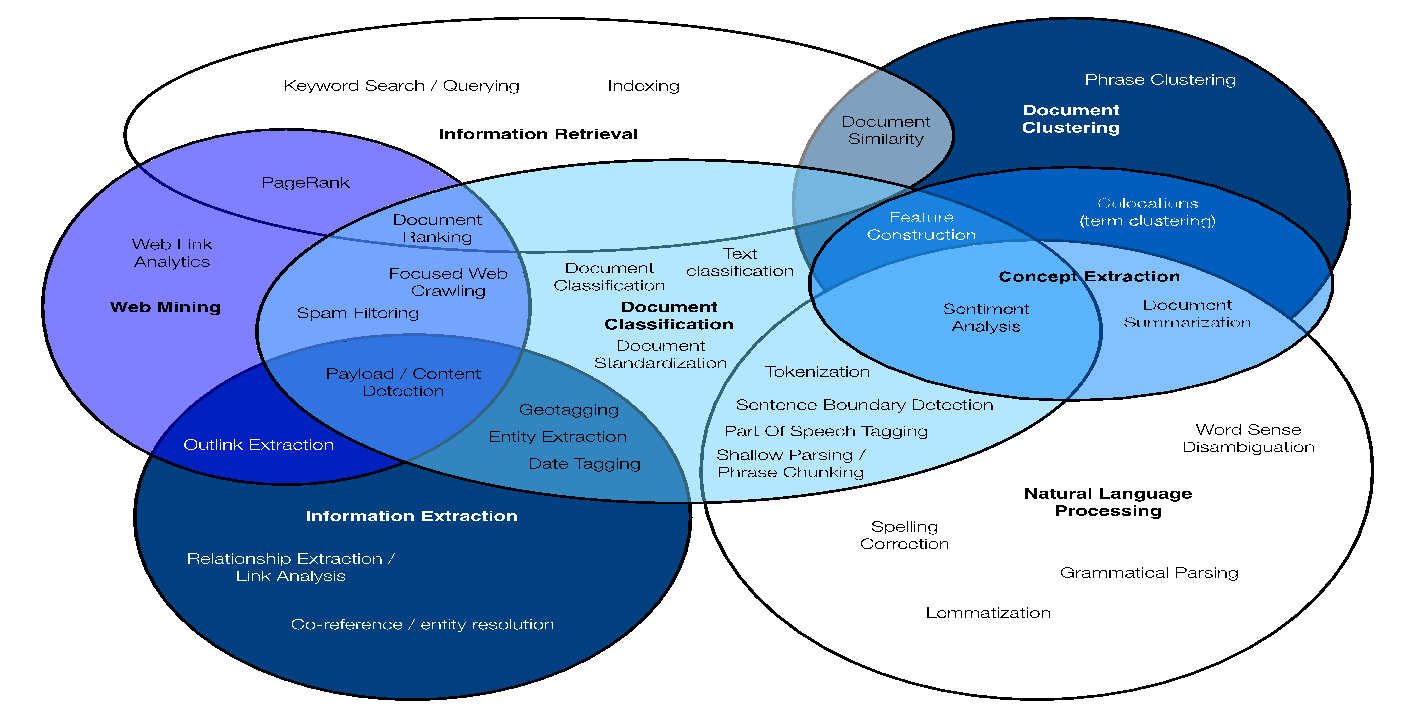 Keyword Search / Querying
Indexing
Information Retrieval
Phrase Clustering
Document
Clustering
Document
Similarity
PageRank
Document
Ranking
Web Link
Analytics
Web Mining
Focused Web
Crawling
Spam Filtering
Payload / Content
Detection
Outlink Extraction
Text
classification
Document
Classification
Document
Classification
Document
Standardization
Feature
Construction
Colocations
(term clustering)
Concept Extraction
Sentiment
Analysis
Document
Summarization
Tokenization
Sentence Boundary Detection
Part Of Speech Tagging
Shallow Parsing /
Phrase Chunking
Geotagging
Entity Extraction
Date Tagging
Information Extraction
Relationship Extraction /
Link Analysis
Co-reference / entity resolution
Word Sense
Disambiguation
Natural Language
Processing
Spelling
Correction
Grammatical Parsing
Lemmatization